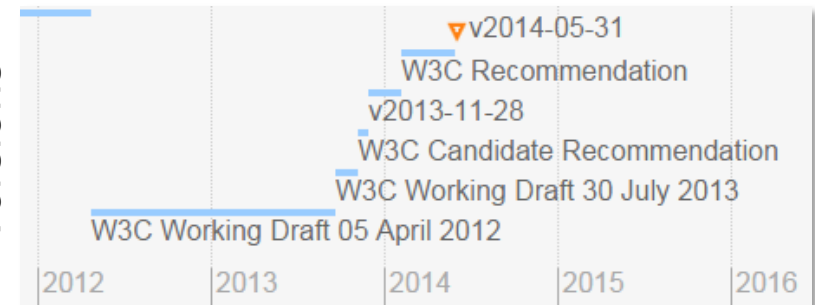 v2014-05-31
W3C Recommendation
v2013-11-28
W3C Candidate Recommendation
W3C Working Draft 30 July 2013
W3C Working Draft 05 April 2012
2012 2013 2014 2015 2016